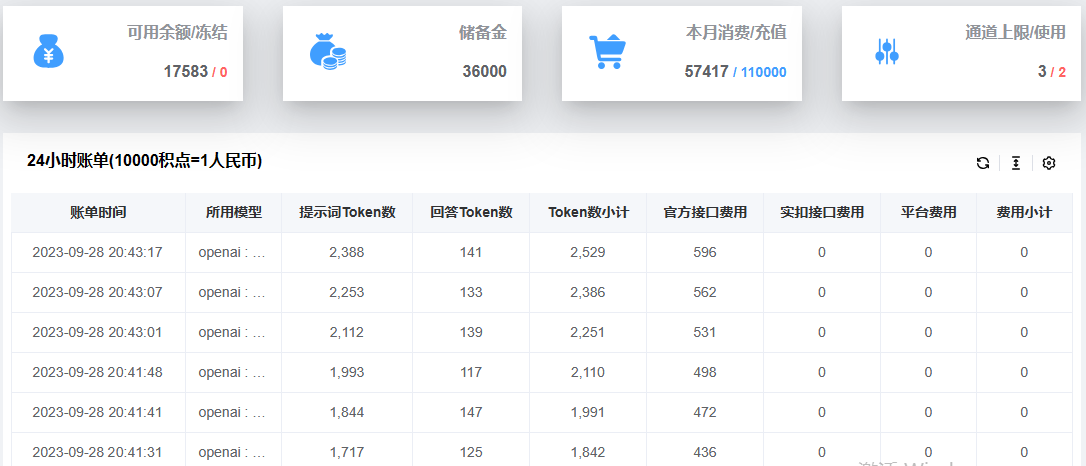 可用余额/冻结 储备金 本月消费/充值 通道上限/使用
17583 / 0 36000 57417 / 110000 3 / 2
24小时账单(10000积点=1人民币)
账单时间 所用模型 提示词Token数 回答Token数 Token数小计 官方接口费用 实扣接口费用 平台费用 费用小计
2023-09-28 20:43:17 openai : ... 2,388 141 2,529 596 0 0 0
2023-09-28 20:43:07 openai : ... 2,253 133 2,386 562 0 0 0
2023-09-28 20:43:01 openai : ... 2,112 139 2,251 531 0 0 0
2023-09-28 20:41:48 openai : ... 1,993 117 2,110 498 0 0 0
2023-09-28 20:41:41 openai : ... 1,844 147 1,991 472 0 0 0
2023-09-28 20:41:31 openai : ... 1,717 125 1,842 436 0 0 0